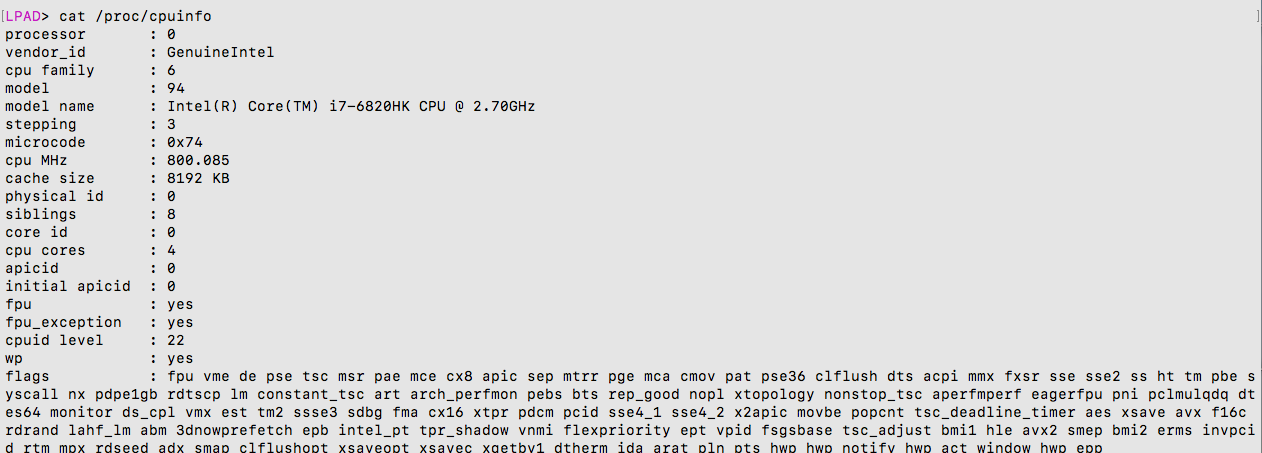 [LPAD> cat /proc/cpuinfo ]
processor : 0
vendor_id : GenuineIntel
cpu family : 6
model : 94
model name : Intel(R) Core(TM) i7-6820HK CPU @ 2.70GHz
stepping : 3
microcode : 0x74
cpu MHz : 800.085
cache size : 8192 KB
physical id : 0
siblings : 8
core id : 0
cpu cores : 4
apicid : 0
initial apicid : 0
fpu : yes
fpu_exception : yes
cpuid level : 22
wp : yes
flags : fpu vme de pse tsc msr pae mce cx8 apic sep mtrr pge mca cmov pat pse36 clflush dts acpi mmx fxsr sse sse2 ss ht tm pbe s
yscall nx pdpe1gb rdtscp lm constant_tsc art arch_perfmon pebs bts rep_good nopl xtopology nonstop_tsc aperfmperf eagerfpu pni pclmulqdq dt
es64 monitor ds_cpl vmx est tm2 ssse3 sdbg fma cx16 xtpr pdcm pcid sse4_1 sse4_2 x2apic movbe popcnt tsc_deadline_timer aes xsave avx f16c
rdrand lahf_lm abm 3dnowprefetch epb intel_pt tpr_shadow vnmi flexpriority ept vpid fsgsbase tsc_adjust bmi1 hle avx2 smep bmi2 erms invpci
d rtm mpx rdseed adx smap clflushopt xsaveopt xsavec xgetbv1 dtherm ida arat pln pts hwp hwp_notify hwp_act_window hwp_epp